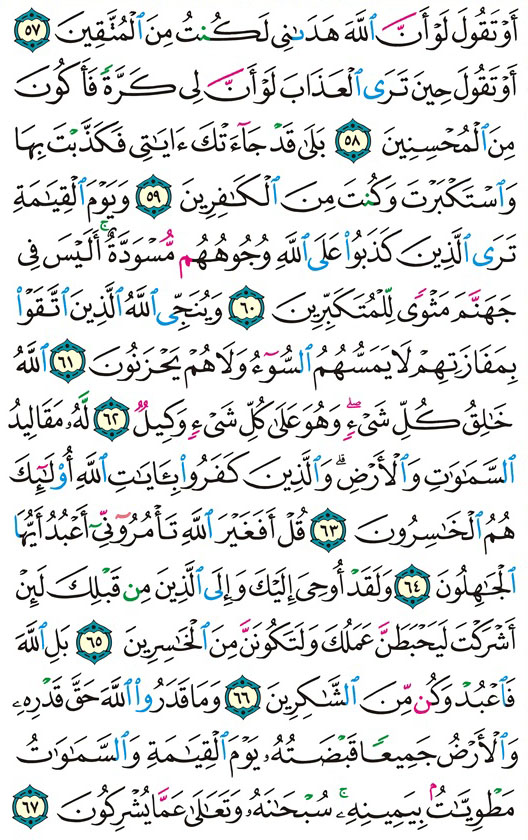 أَوْ تَقُولَ لَوْ أَنَّ ٱللَّهَ هَدَىٰنِى لَكُنتُ مِنَ ٱلْمُتَّقِينَ ٥٧
أَوْ تَقُولَ حِينَ تَرَى ٱلْعَذَابَ لَوْ أَنَّ لِى كَرَّةً فَأَكُونَ
مِنَ ٱلْمُحْسِنِينَ ٥٨ بَلَىٰ قَدْ جَآءَتْكَ ءَايَٰتِى فَكَذَّبْتَ بِهَا
وَٱسْتَكْبَرْتَ وَكُنتَ مِنَ ٱلْكَٰفِرِينَ ٥٩ وَيَوْمَ ٱلْقِيَٰمَةِ
تَرَى ٱلَّذِينَ كَذَبُوا۟ عَلَى ٱللَّهِ وُجُوهُهُم مُّسْوَدَّةٌ ۚ أَلَيْسَ فِى
جَهَنَّمَ مَثْوًى لِّلْمُتَكَبِّرِينَ ٦٠ وَيُنَجِّى ٱللَّهُ ٱلَّذِينَ ٱتَّقَوْا۟
بِمَفَازَتِهِمْ لَا يَمَسُّهُمُ ٱلسُّوٓءُ وَلَا هُمْ يَحْزَنُونَ ٦١ ٱللَّهُ
خَٰلِقُ كُلِّ شَىْءٍ ۖ وَهُوَ عَلَىٰ كُلِّ شَىْءٍ وَكِيلٌ ٦٢ لَّهُۥ مَقَالِيدُ
ٱلسَّمَٰوَٰتِ وَٱلْأَرْضِ ۗ وَٱلَّذِينَ كَفَرُوا۟ بِـَٔايَٰتِ ٱللَّهِ أُو۟لَٰٓئِكَ
هُمُ ٱلْخَٰسِرُونَ ٦٣ قُلْ أَفَغَيْرَ ٱللَّهِ تَأْمُرُوٓنِّىٓ أَعْبُدُ أَيُّهَا
ٱلْجَٰهِلُونَ ٦٤ وَلَقَدْ أُوحِىَ إِلَيْكَ وَإِلَى ٱلَّذِينَ مِن قَبْلِكَ لَئِنْ
أَشْرَكْتَ لَيَحْبَطَنَّ عَمَلُكَ وَلَتَكُونَنَّ مِنَ ٱلْخَٰسِرِينَ ٦٥ بَلِ ٱللَّهَ
فَٱعْبُدْ وَكُن مِّنَ ٱلشَّٰكِرِينَ ٦٦ وَمَا قَدَرُوا۟ ٱللَّهَ حَقَّ قَدْرِهِۦ
وَٱلْأَرْضُ جَمِيعًا قَبْضَتُهُۥ يَوْمَ ٱلْقِيَٰمَةِ وَٱلسَّمَٰوَٰتُ
مَطْوِيَّٰتٌۢ بِيَمِينِهِۦ ۚ سُبْحَٰنَهُۥ وَتَعَٰلَىٰ عَمَّا يُشْرِكُونَ ٦٧